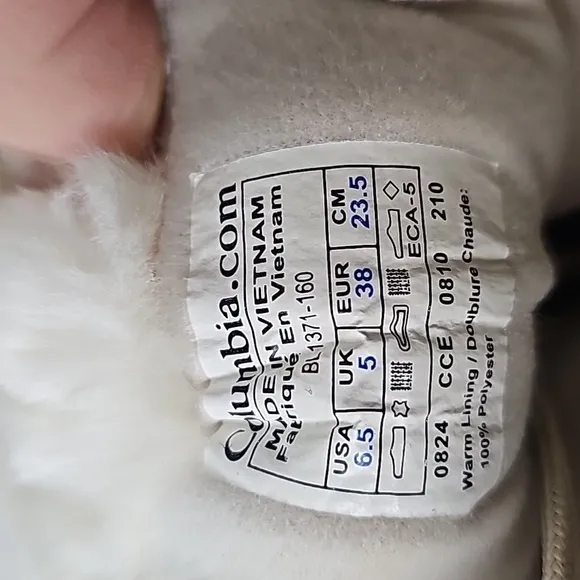 Columbia.com
MADE IN VIETNAM
Fabriqué En Vietnam
BL1371-160
USA UK EUR CM
6.5 5 38 23.5
ECA-5
0824 CCE 0810 210
Warm Lining / Doublure Chaude:
100% Polyester